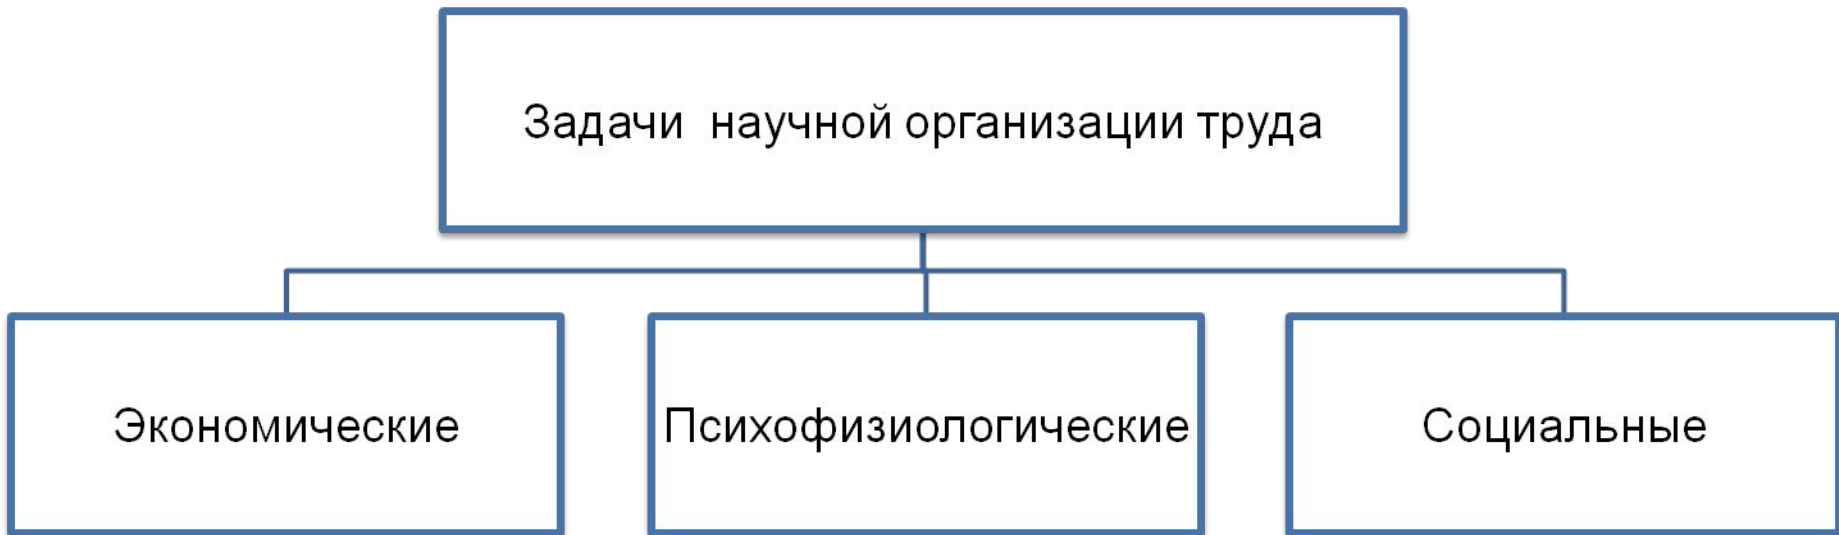 Задачи научной организации труда
Экономические
Психофизиологические
Социальные